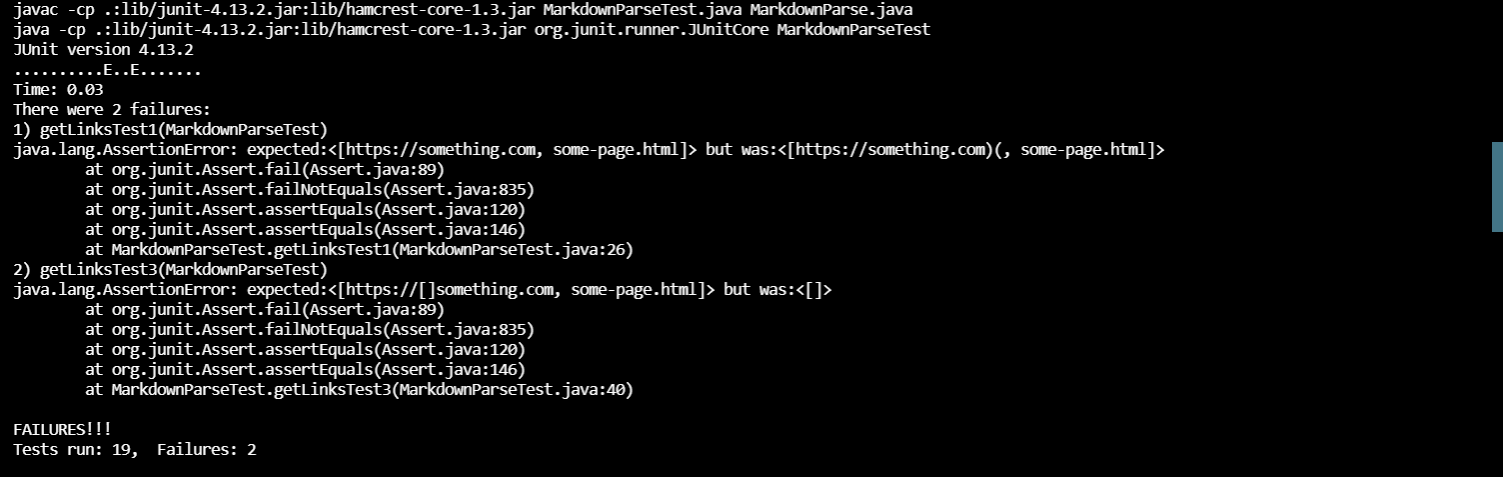 javac -cp .:lib/junit-4.13.2.jar:lib/hamcrest-core-1.3.jar MarkdownParseTest.java MarkdownParse.java
java -cp .:lib/junit-4.13.2.jar:lib/hamcrest-core-1.3.jar org.junit.runner.JUnitCore MarkdownParseTest
JUnit version 4.13.2
..........E..E.......
Time: 0.03
There were 2 failures:
1) getLinksTest1(MarkdownParseTest)
java.lang.AssertionError: expected:<[https://something.com, some-page.html]> but was:<[https://something.com)(, some-page.html]>
        at org.junit.Assert.fail(Assert.java:89)
        at org.junit.Assert.failNotEquals(Assert.java:835)
        at org.junit.Assert.assertEquals(Assert.java:120)
        at org.junit.Assert.assertEquals(Assert.java:146)
        at MarkdownParseTest.getLinksTest1(MarkdownParseTest.java:26)
2) getLinksTest3(MarkdownParseTest)
java.lang.AssertionError: expected:<[https://[]something.com, some-page.html]> but was:<[]>
        at org.junit.Assert.fail(Assert.java:89)
        at org.junit.Assert.failNotEquals(Assert.java:835)
        at org.junit.Assert.assertEquals(Assert.java:120)
        at org.junit.Assert.assertEquals(Assert.java:146)
        at MarkdownParseTest.getLinksTest3(MarkdownParseTest.java:40)

FAILURES!!!
Tests run: 19,  Failures: 2